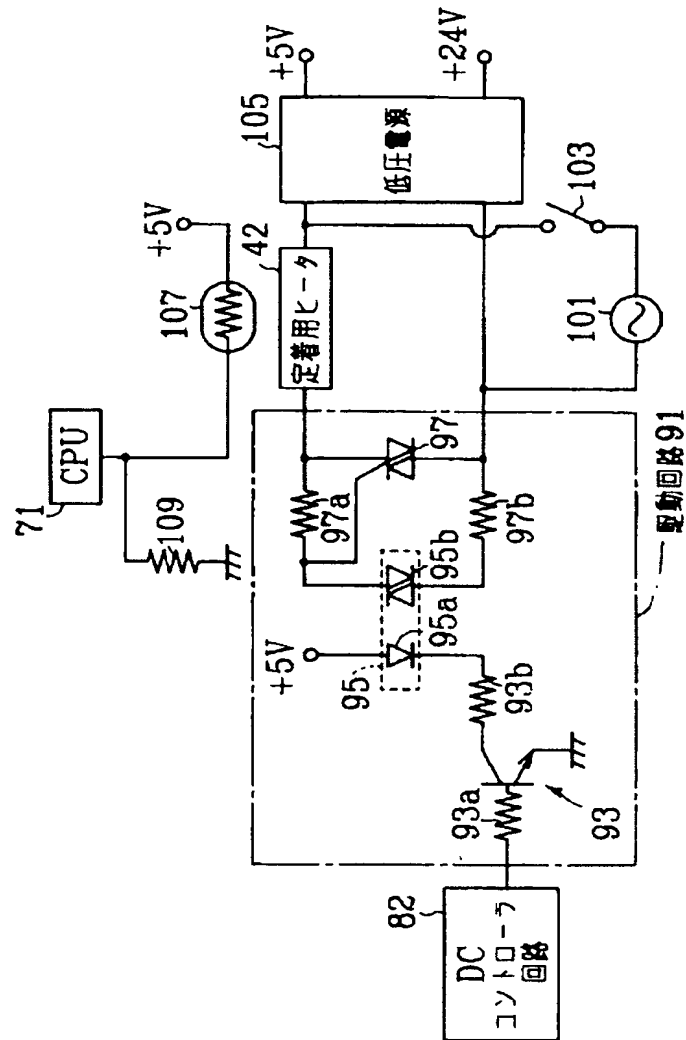 71
CPU
109
107
+5V
42
定着用ヒータ
105
低圧電源
+5V
+24V
103
101
97a
97
97b
95b
95a
95
+5V
93b
93a
93
駆動回路91
82
DC
コントローラ
回路